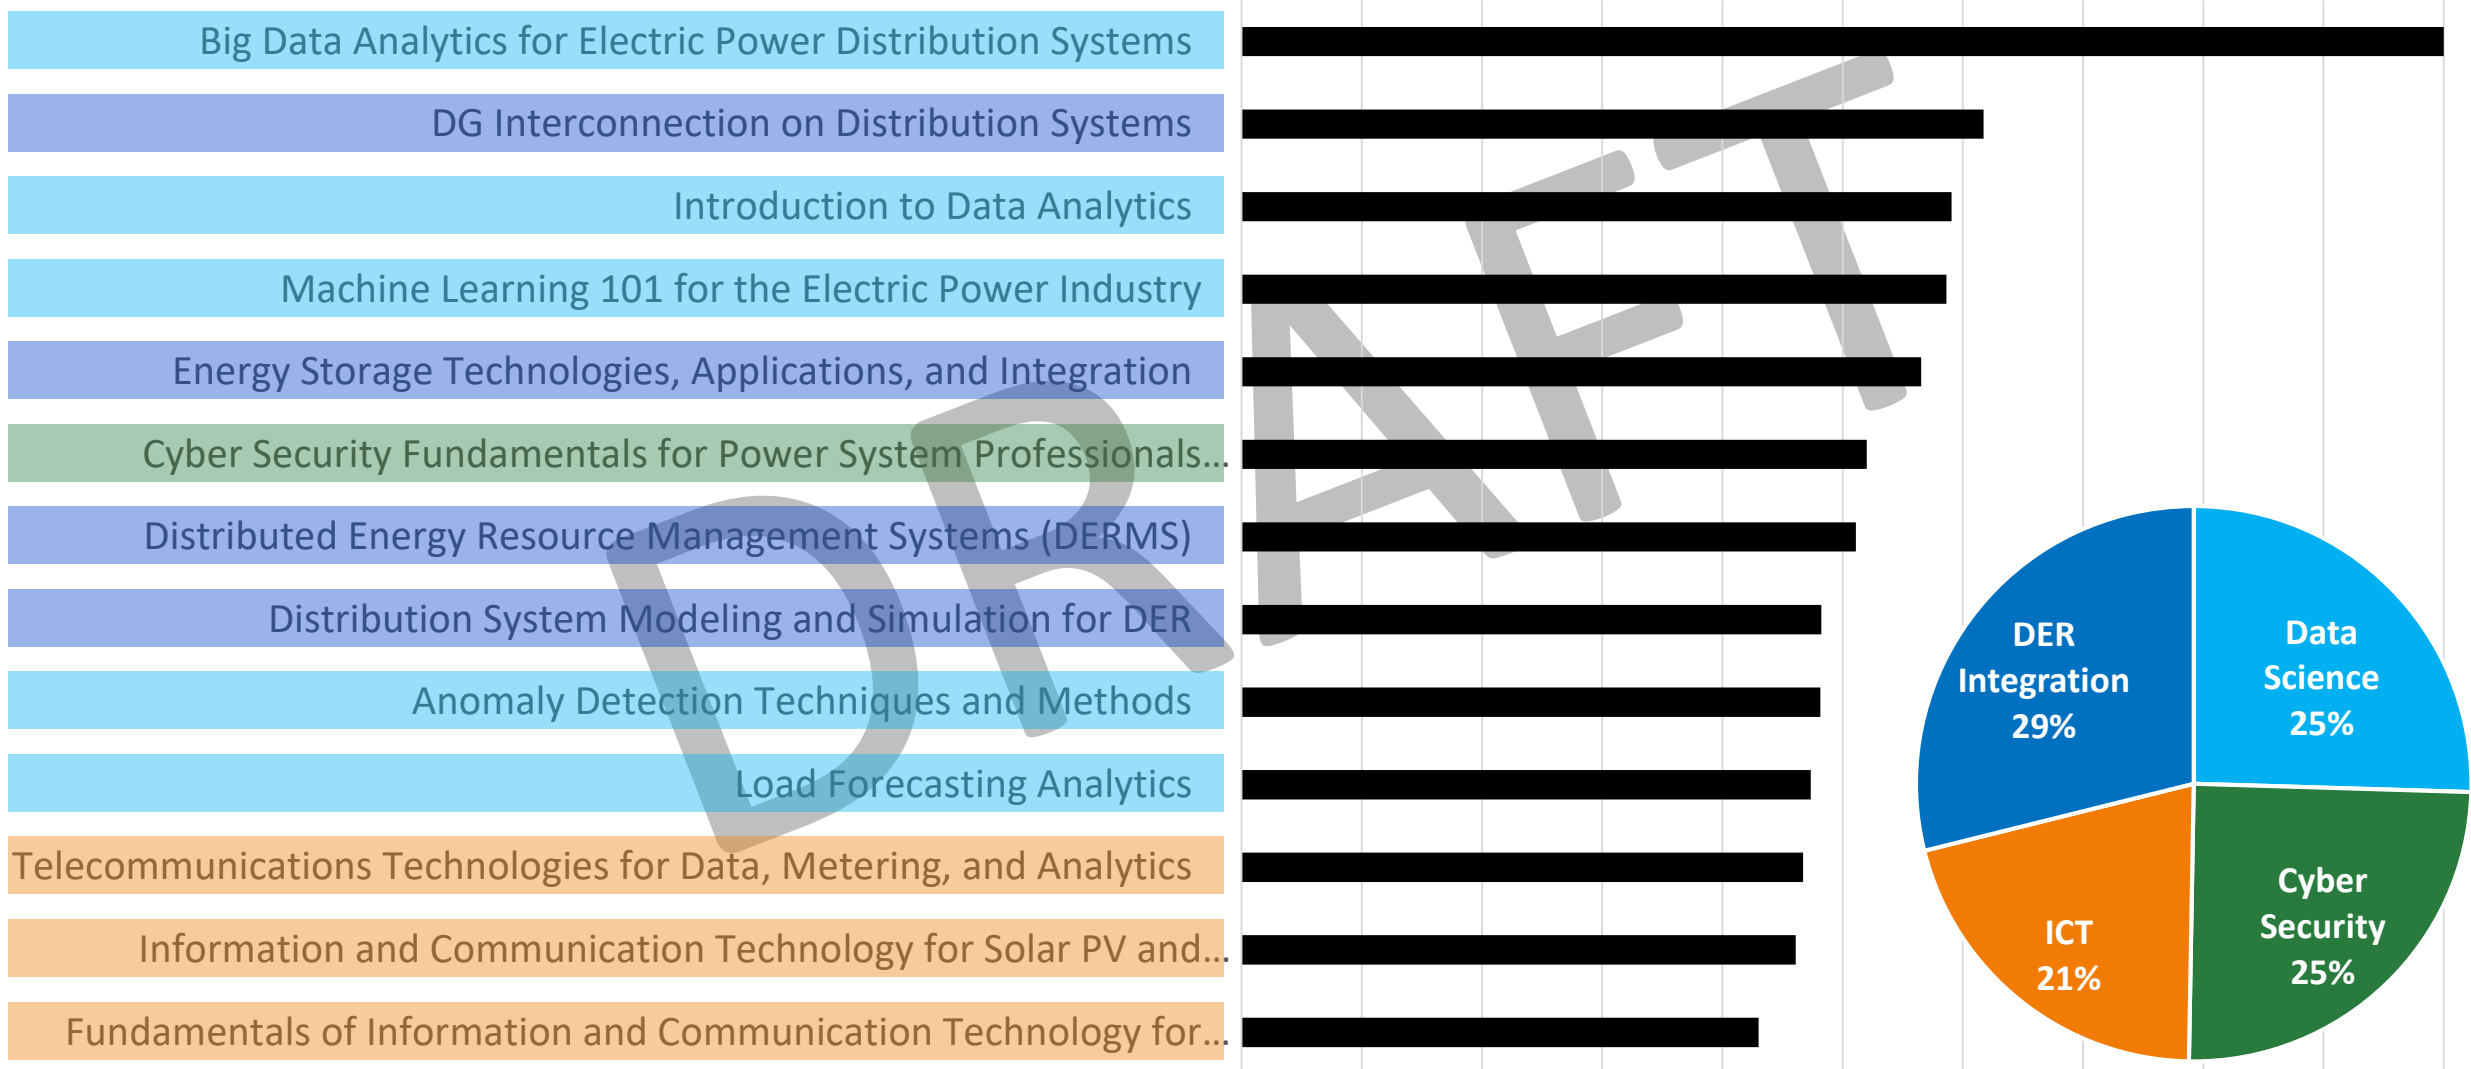 Big Data Analytics for Electric Power Distribution Systems
DG Interconnection on Distribution Systems
Introduction to Data Analytics
Machine Learning 101 for the Electric Power Industry
Energy Storage Technologies, Applications, and Integration
Cyber Security Fundamentals for Power System Professionals...
Distributed Energy Resource Management Systems (DERMS)
Distribution System Modeling and Simulation for DER
Anomaly Detection Techniques and Methods
Load Forecasting Analytics
Telecommunications Technologies for Data, Metering, and Analytics
Information and Communication Technology for Solar PV and...
Fundamentals of Information and Communication Technology for...
DRAFT
DER
Integration
29%
Data
Science
25%
ICT
21%
Cyber
Security
25%